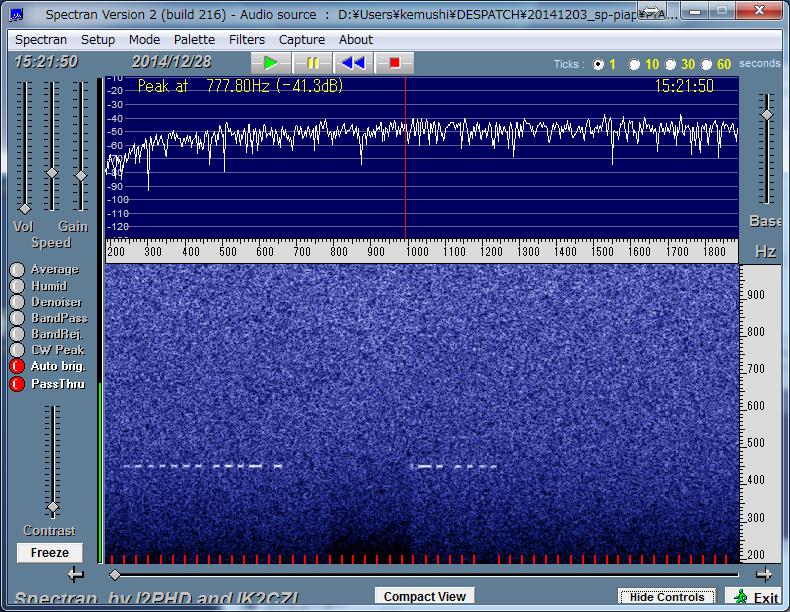 Spectran Version 2 (build 216) - Audio source : D:¥Users¥kemushi¥DESPATCH¥20141203_sp-piap¥PIA...
Spectran Setup Mode Palette Filters Capture About
15:21:50 2014/12/28 Ticks : 1 10 30 60 seconds
Peak at 777.80Hz (-41.3dB) 15:21:50
-10
-20
-30
-40
-50
-60
-70
-80
-90
-100
-110
-120
Vol Gain
Speed
Base
200 300 400 500 600 700 800 900 1000 1100 1200 1300 1400 1500 1600 1700 1800 Hz
Average
Humid
Denoiser
BandPass
BandRej.
CW Peak
Auto brig.
PassThru
900
800
700
600
500
400
300
200
Contrast
Freeze
Spectran by I2PHD and IK2CZL
Compact View
Hide Controls
Exit